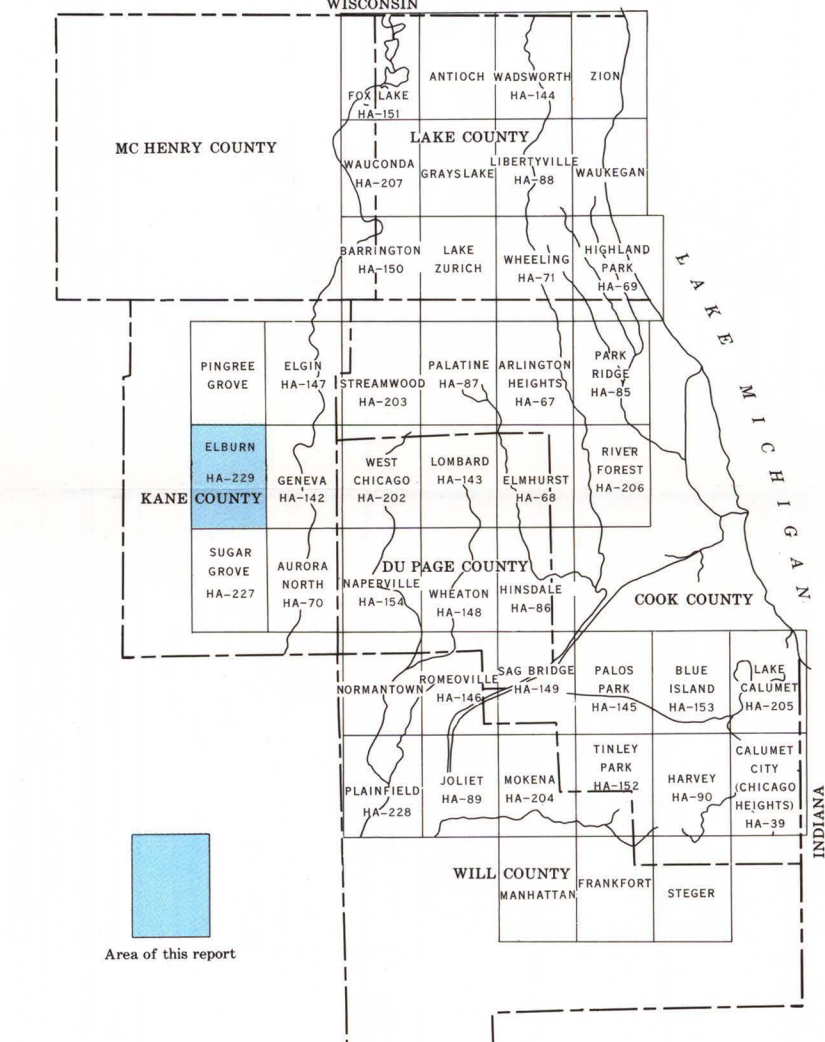 WISCONSIN
ANTIOCH
WADSWORTH
HA-144
ZION
FOX LAKE
HA-151
MC HENRY COUNTY
LAKE COUNTY
WAUCONDA
HA-207
GRAYSLAKE
LIBERTYVILLE
HA-88
WAUKEGAN
BARRINGTON
HA-150
LAKE
ZURICH
WHEELING
HA-71
HIGHLAND
PARK
HA-69
LAKE MICHIGAN
PINGREE
GROVE
ELGIN
HA-147
STREAMWOOD
HA-203
PALATINE
HA-87
ARLINGTON
HEIGHTS
HA-67
PARK
RIDGE
HA-85
ELBURN
HA-229
KANE COUNTY
GENEVA
HA-142
WEST
CHICAGO
HA-202
LOMBARD
HA-143
ELMHURST
HA-68
RIVER
FOREST
HA-206
SUGAR
GROVE
HA-227
AURORA
NORTH
HA-70
DU PAGE COUNTY
NAPERVILLE
HA-154
WHEATON
HA-148
HINSDALE
HA-86
COOK COUNTY
NORMANTOWN
ROMEOVILLE
HA-146
SAG BRIDGE
HA-149
PALOS
PARK
HA-145
BLUE
ISLAND
HA-153
LAKE
CALUMET
HA-205
PLAINFIELD
HA-228
JOLIET
HA-89
MOKENA
HA-204
TINLEY
PARK
HA-152
HARVEY
HA-90
CALUMET
CITY
(CHICAGO
HEIGHTS)
HA-39
INDIANA
WILL COUNTY
MANHATTAN
FRANKFORT
STEGER
Area of this report